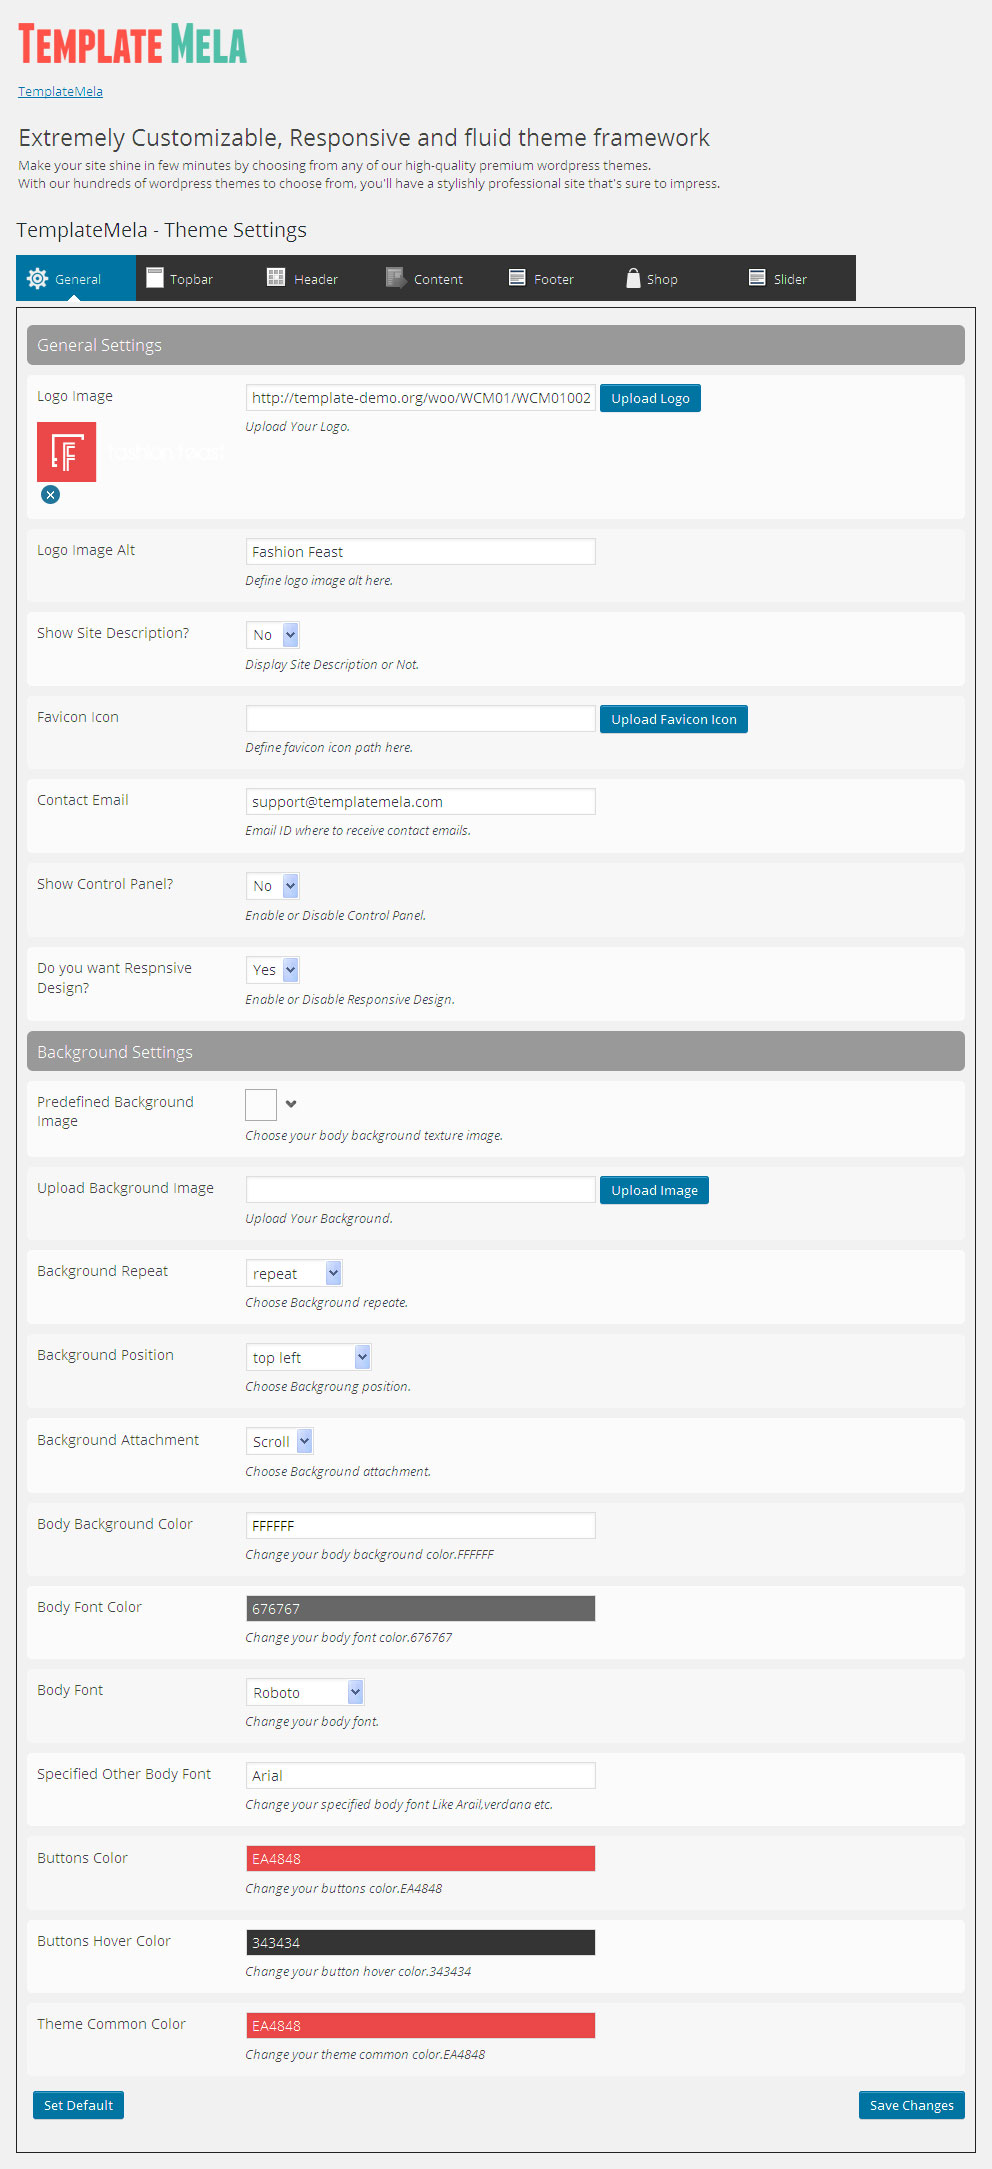 TEMPLATE MELA
TemplateMela
Extremely Customizable, Responsive and fluid theme framework
Make your site shine in few minutes by choosing from any of our high-quality premium wordpress themes.
With our hundreds of wordpress themes to choose from, you'll have a stylishly professional site that's sure to impress.
TemplateMela - Theme Settings
General Topbar Header Content Footer Shop Slider
General Settings
Logo Image http://template-demo.org/woo/WCM01/WCM01002 Upload Logo
Upload Your Logo.
fashion feast
Logo Image Alt Fashion Feast
Define logo image alt here.
Show Site Description? No
Display Site Description or Not.
Favicon Icon Upload Favicon Icon
Define favicon icon path here.
Contact Email support@templatemela.com
Email ID where to receive contact emails.
Show Control Panel? No
Enable or Disable Control Panel.
Do you want Respnsive Yes
Design?
Enable or Disable Responsive Design.
Background Settings
Predefined Background
Image
Choose your body background texture image.
Upload Background Image Upload Image
Upload Your Background.
Background Repeat repeat
Choose Background repeate.
Background Position top left
Choose Backgroung position.
Background Attachment Scroll
Choose Background attachment.
Body Background Color FFFFFF
Change your body background color.FFFFFF
Body Font Color 676767
Change your body font color.676767
Body Font Roboto
Change your body font.
Specified Other Body Font Arial
Change your specified body font Like Arail,verdana etc.
Buttons Color EA4848
Change your buttons color.EA4848
Buttons Hover Color 343434
Change your button hover color.343434
Theme Common Color EA4848
Change your theme common color.EA4848
Set Default Save Changes